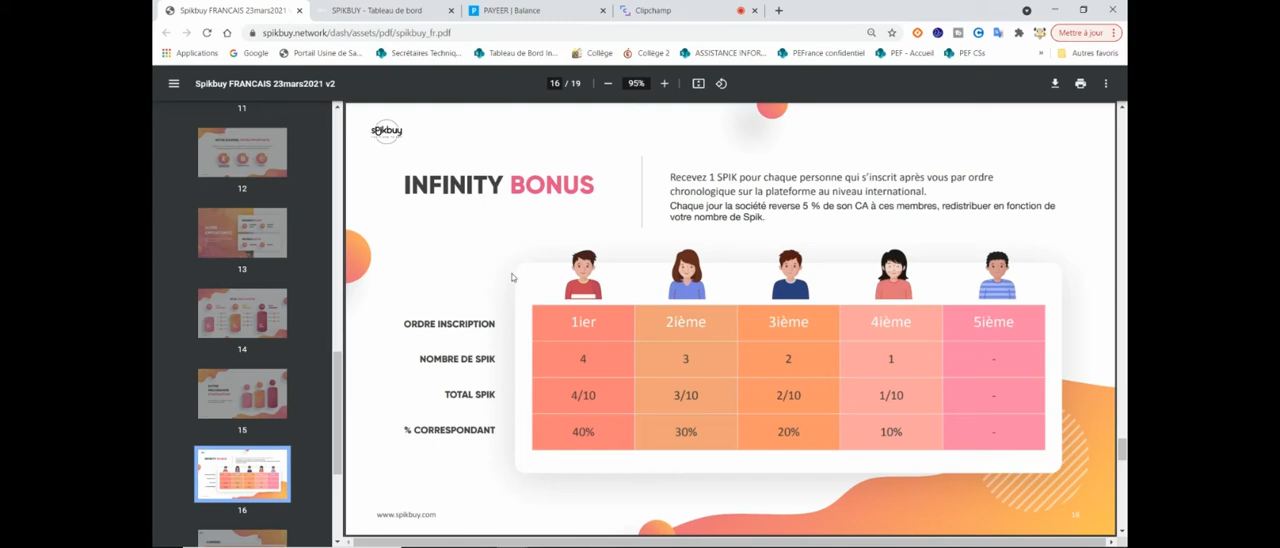 Spikbuy FRANCAIS 23mars2021
SPIKBUY - Tableau de bord
PAYEER | Balance
Clipchamp
spikbuy.network/dash/assets/pdf/spikbuy_fr.pdf
Mettre à jour
Applications
Google
Portail Usine de Sa...
Secrétaires Techniq...
Tableau de Bord In...
Collège
Collège 2
ASSISTANCE INFOR...
PEFrance confidentiel
PEF - Accueil
PEF CSs
»
Autres favoris
Spikbuy FRANCAIS 23mars2021 v2
16 / 19
95%
11
12
13
14
15
16
spikbuy
INFINITY BONUS
Recevez 1 SPIK pour chaque personne qui s'inscrit après vous par ordre
chronologique sur la plateforme au niveau international.
Chaque jour la société reverse 5 % de son CA à ces membres, redistribuer en fonction de
votre nombre de Spik.
ORDRE INSCRIPTION 1ier 2ième 3ième 4ième 5ième
NOMBRE DE SPIK 4 3 2 1 -
TOTAL SPIK 4/10 3/10 2/10 1/10 -
% CORRESPONDANT 40% 30% 20% 10% -
www.spikbuy.com
16